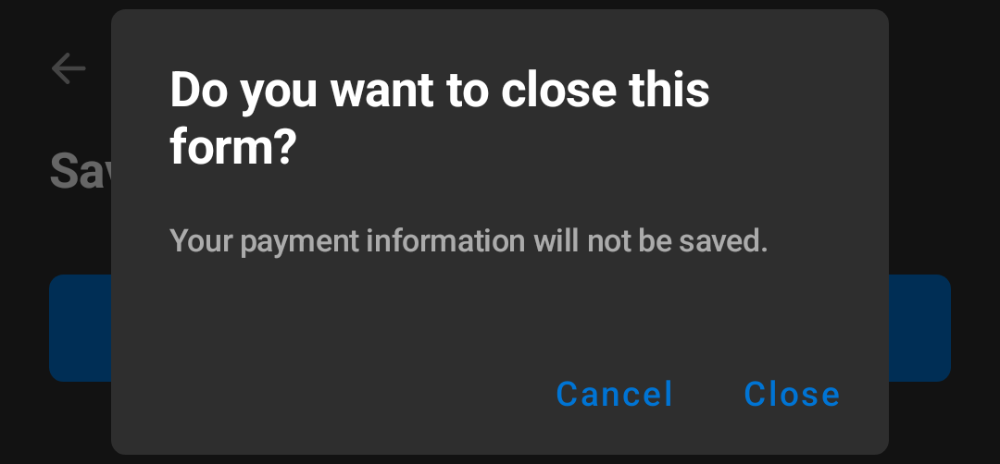 Do you want to close this
form?
Your payment information will not be saved.
Cancel Close